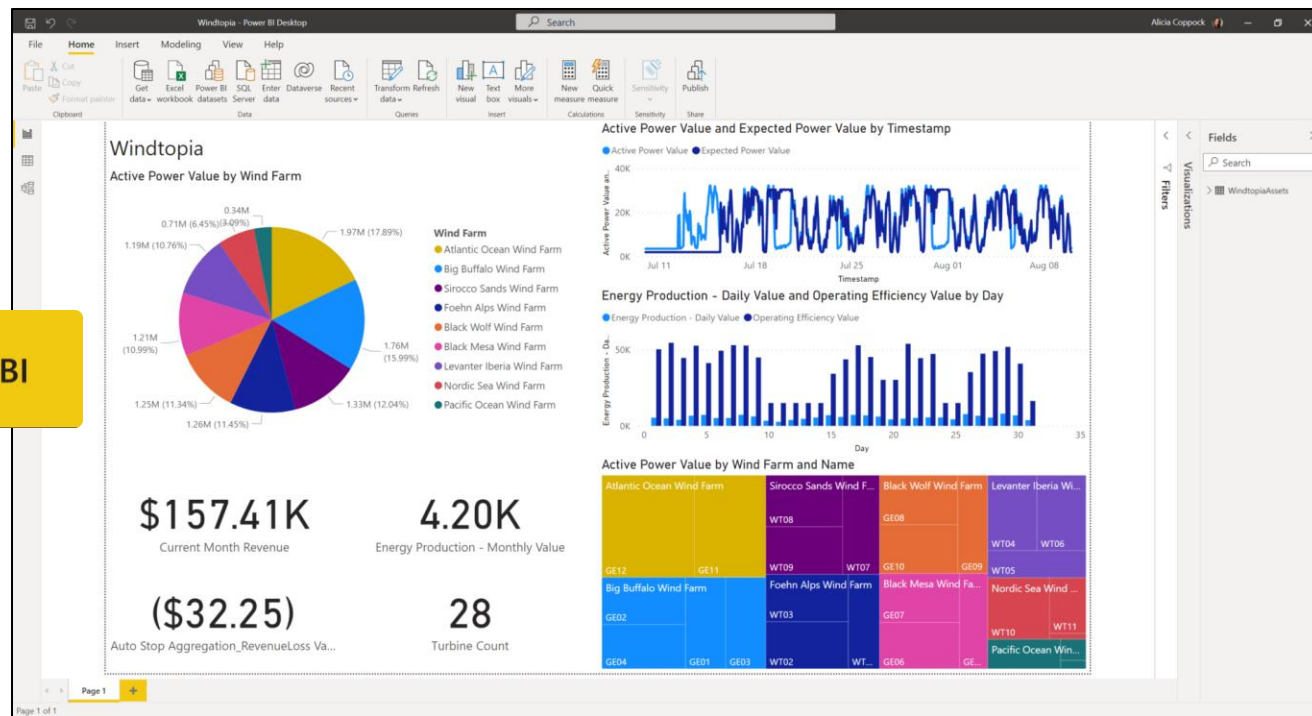 Windtopia - Power BI Desktop
Search
Alicia Coppock
File Home Insert Modeling View Help
Paste
Cut
Copy
Format painter
Get data
Excel workbook
Power BI datasets
SQL Server
Enter data
Dataverse
Recent sources
Transform data
Refresh
New visual
Text box
More visuals
New measure
Quick measure
Sensitivity
Publish
Clipboard
Data
Queries
Insert
Calculations
Sensitivity
Share
BI
Windtopia
Active Power Value by Wind Farm
0.34M
(3.09%)
0.71M (6.45%)
1.19M (10.76%)
1.21M
(10.99%)
1.25M (11.34%)
1.26M (11.45%)
1.33M (12.04%)
1.76M
(15.99%)
1.97M (17.89%)
Wind Farm
Atlantic Ocean Wind Farm
Big Buffalo Wind Farm
Sirocco Sands Wind Farm
Foehn Alps Wind Farm
Black Wolf Wind Farm
Black Mesa Wind Farm
Levanter Iberia Wind Farm
Nordic Sea Wind Farm
Pacific Ocean Wind Farm
$157.41K
Current Month Revenue
4.20K
Energy Production - Monthly Value
($32.25)
Auto Stop Aggregation_RevenueLoss Va...
28
Turbine Count
Active Power Value and Expected Power Value by Timestamp
Active Power Value Expected Power Value
Active Power Value an...
40K
20K
0K
Jul 11 Jul 18 Jul 25 Aug 01 Aug 08
Timestamp
Energy Production - Daily Value and Operating Efficiency Value by Day
Energy Production - Daily Value Operating Efficiency Value
Energy Production - Da...
50K
0K
0 5 10 15 20 25 30 35
Day
Active Power Value by Wind Farm and Name
Atlantic Ocean Wind Farm
GE12 GE11
Big Buffalo Wind Farm
GE02
GE04 GE01 GE03
Sirocco Sands Wind F...
WT08
WT09 WT07
Foehn Alps Wind Farm
WT03
WT02 WT...
Black Wolf Wind Farm
GE08
GE10 GE09
Black Mesa Wind Fa...
GE07
GE06 GE...
Levanter Iberia Wi...
WT04 WT06
WT05
Nordic Sea Wind ...
WT10 WT11
Pacific Ocean Win...
Filters
Visualizations
Fields
Search
WindtopiaAssets
Page 1
Page 1 of 1